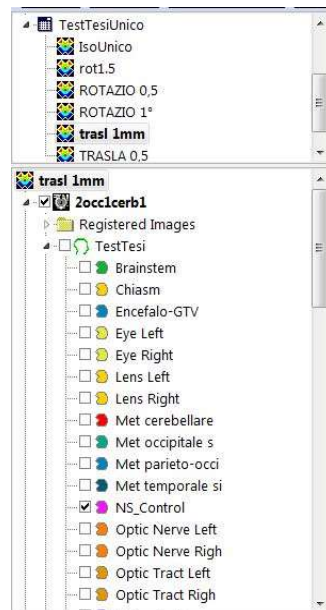 TestTesiUnico
IsoUnico
rot1.5
ROTAZIO 0,5
ROTAZIO 1°
trasl 1mm
TRASLA 0,5
trasl 1mm
2occ1cerb1
Registered Images
TestTesi
Brainstem
Chiasm
Encefalo-GTV
Eye Left
Eye Right
Lens Left
Lens Right
Met cerebellare
Met occipitale s
Met parieto-occi
Met temporale si
NS_Control
Optic Nerve Left
Optic Nerve Righ
Optic Tract Left
Optic Tract Righ